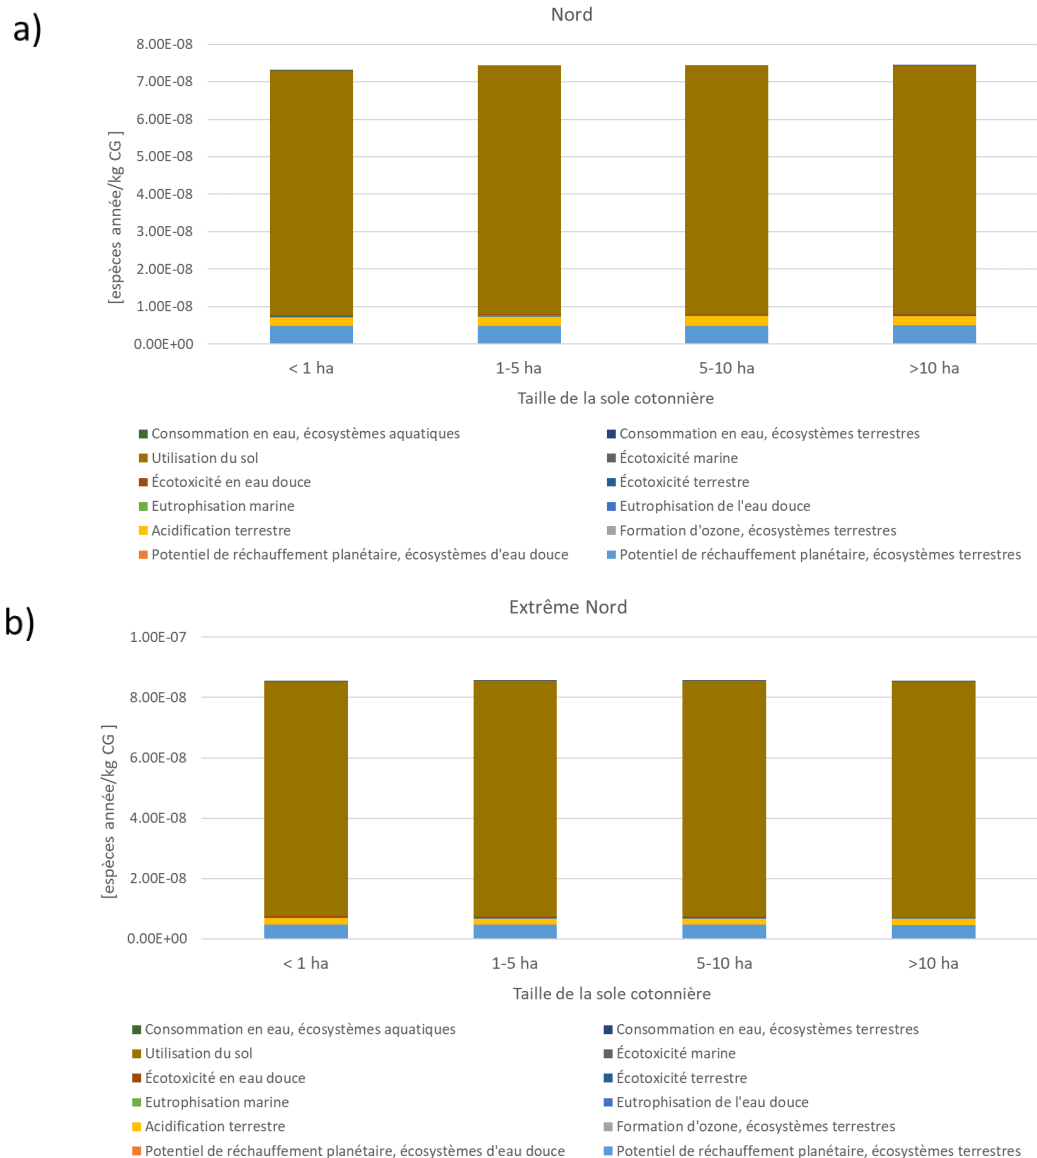 a)
Nord
8.00E-08
7.00E-08
6.00E-08
5.00E-08
4.00E-08
3.00E-08
2.00E-08
1.00E-08
0.00E+00
[espèces année/kg CG ]
< 1 ha
1-5 ha
5-10 ha
>10 ha
Taille de la sole cotonnière
Consommation en eau, écosystèmes aquatiques
Consommation en eau, écosystèmes terrestres
Utilisation du sol
Écotoxicité marine
Écotoxicité en eau douce
Écotoxicité terrestre
Eutrophisation marine
Eutrophisation de l'eau douce
Acidification terrestre
Formation d'ozone, écosystèmes terrestres
Potentiel de réchauffement planétaire, écosystèmes d'eau douce
Potentiel de réchauffement planétaire, écosystèmes terrestres
b)
Extrême Nord
1.00E-07
8.00E-08
6.00E-08
4.00E-08
2.00E-08
0.00E+00
[espèces année/kg CG ]
< 1 ha
1-5 ha
5-10 ha
>10 ha
Taille de la sole cotonnière
Consommation en eau, écosystèmes aquatiques
Consommation en eau, écosystèmes terrestres
Utilisation du sol
Écotoxicité marine
Écotoxicité en eau douce
Écotoxicité terrestre
Eutrophisation marine
Eutrophisation de l'eau douce
Acidification terrestre
Formation d'ozone, écosystèmes terrestres
Potentiel de réchauffement planétaire, écosystèmes d'eau douce
Potentiel de réchauffement planétaire, écosystèmes terrestres